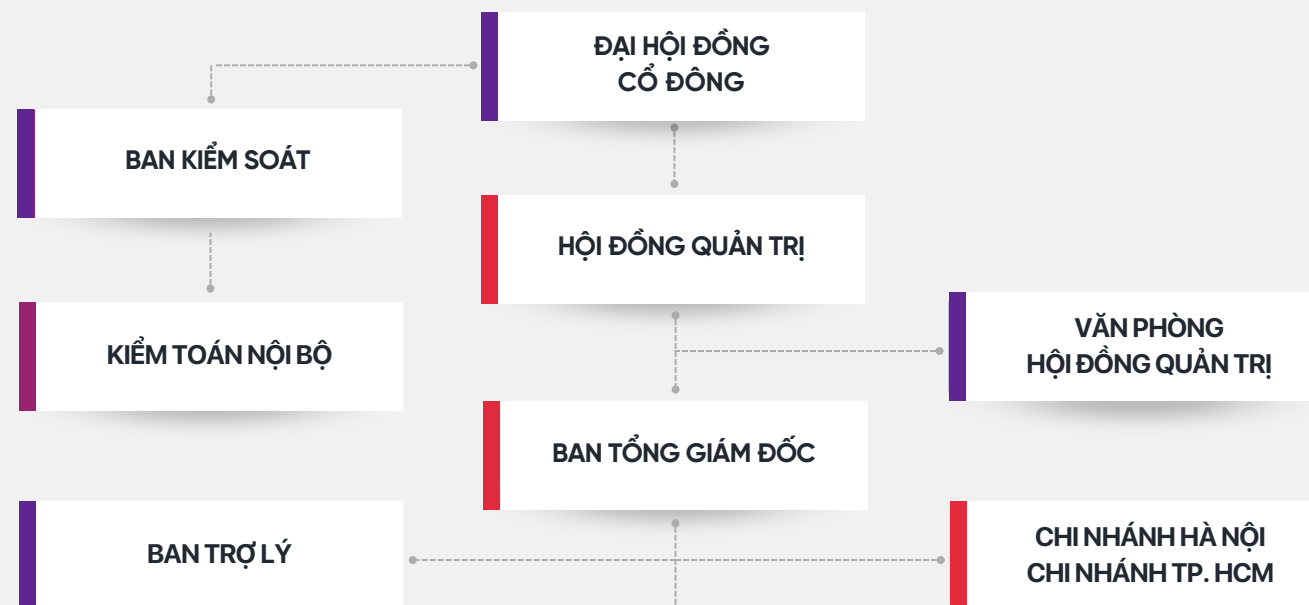 ĐẠI HỘI ĐỒNG
CỔ ĐÔNG
BAN KIỂM SOÁT
HỘI ĐỒNG QUẢN TRỊ
VĂN PHÒNG
HỘI ĐỒNG QUẢN TRỊ
KIỂM TOÁN NỘI BỘ
BAN TỔNG GIÁM ĐỐC
BAN TRỢ LÝ
CHI NHÁNH HÀ NỘI
CHI NHÁNH TP. HCM